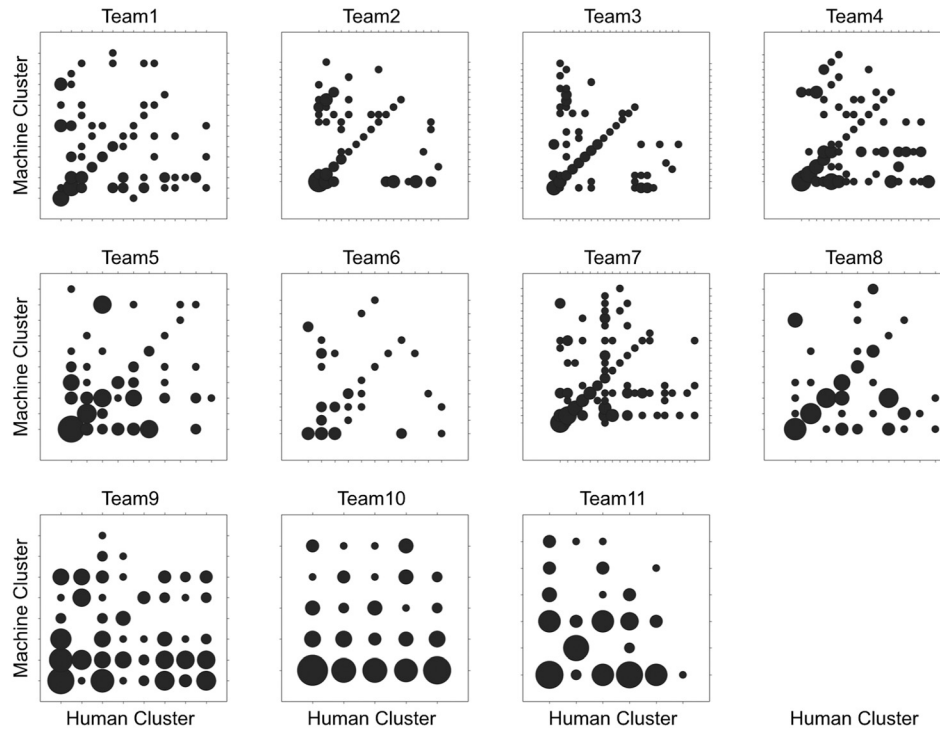 Team1
Team2
Team3
Team4
Machine Cluster
Team5
Team6
Team7
Team8
Machine Cluster
Team9
Team10
Team11
Machine Cluster
Human Cluster
Human Cluster
Human Cluster
Human Cluster